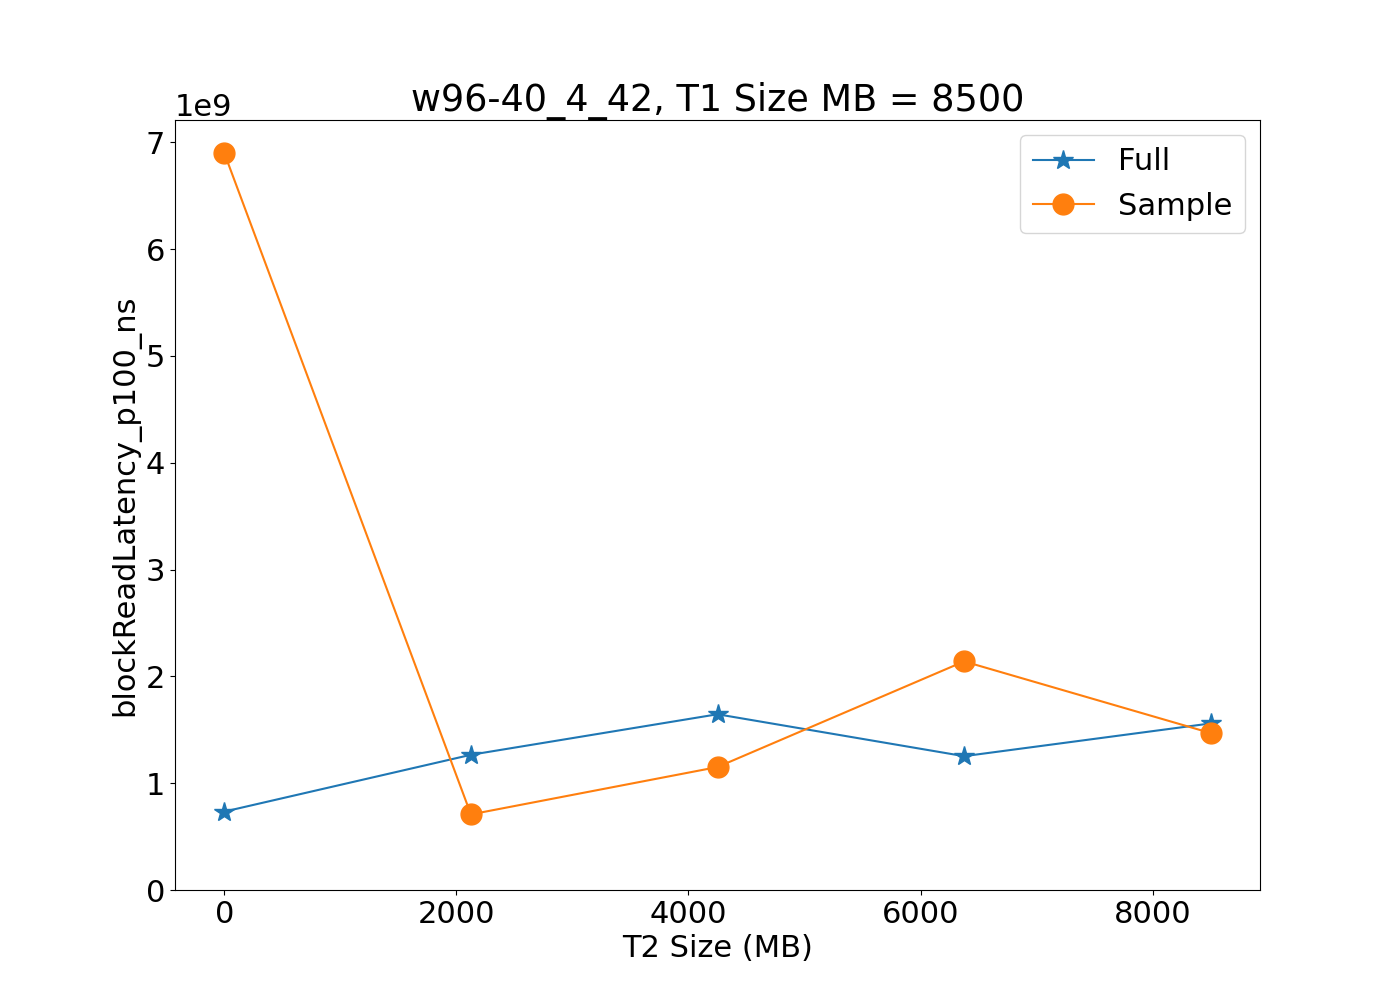 w96-40_4_42, T1 Size MB = 8500
1e9
7
6
5
4
3
2
1
0
blockReadLatency_p100_ns
Full
Sample
0 2000 4000 6000 8000
T2 Size (MB)